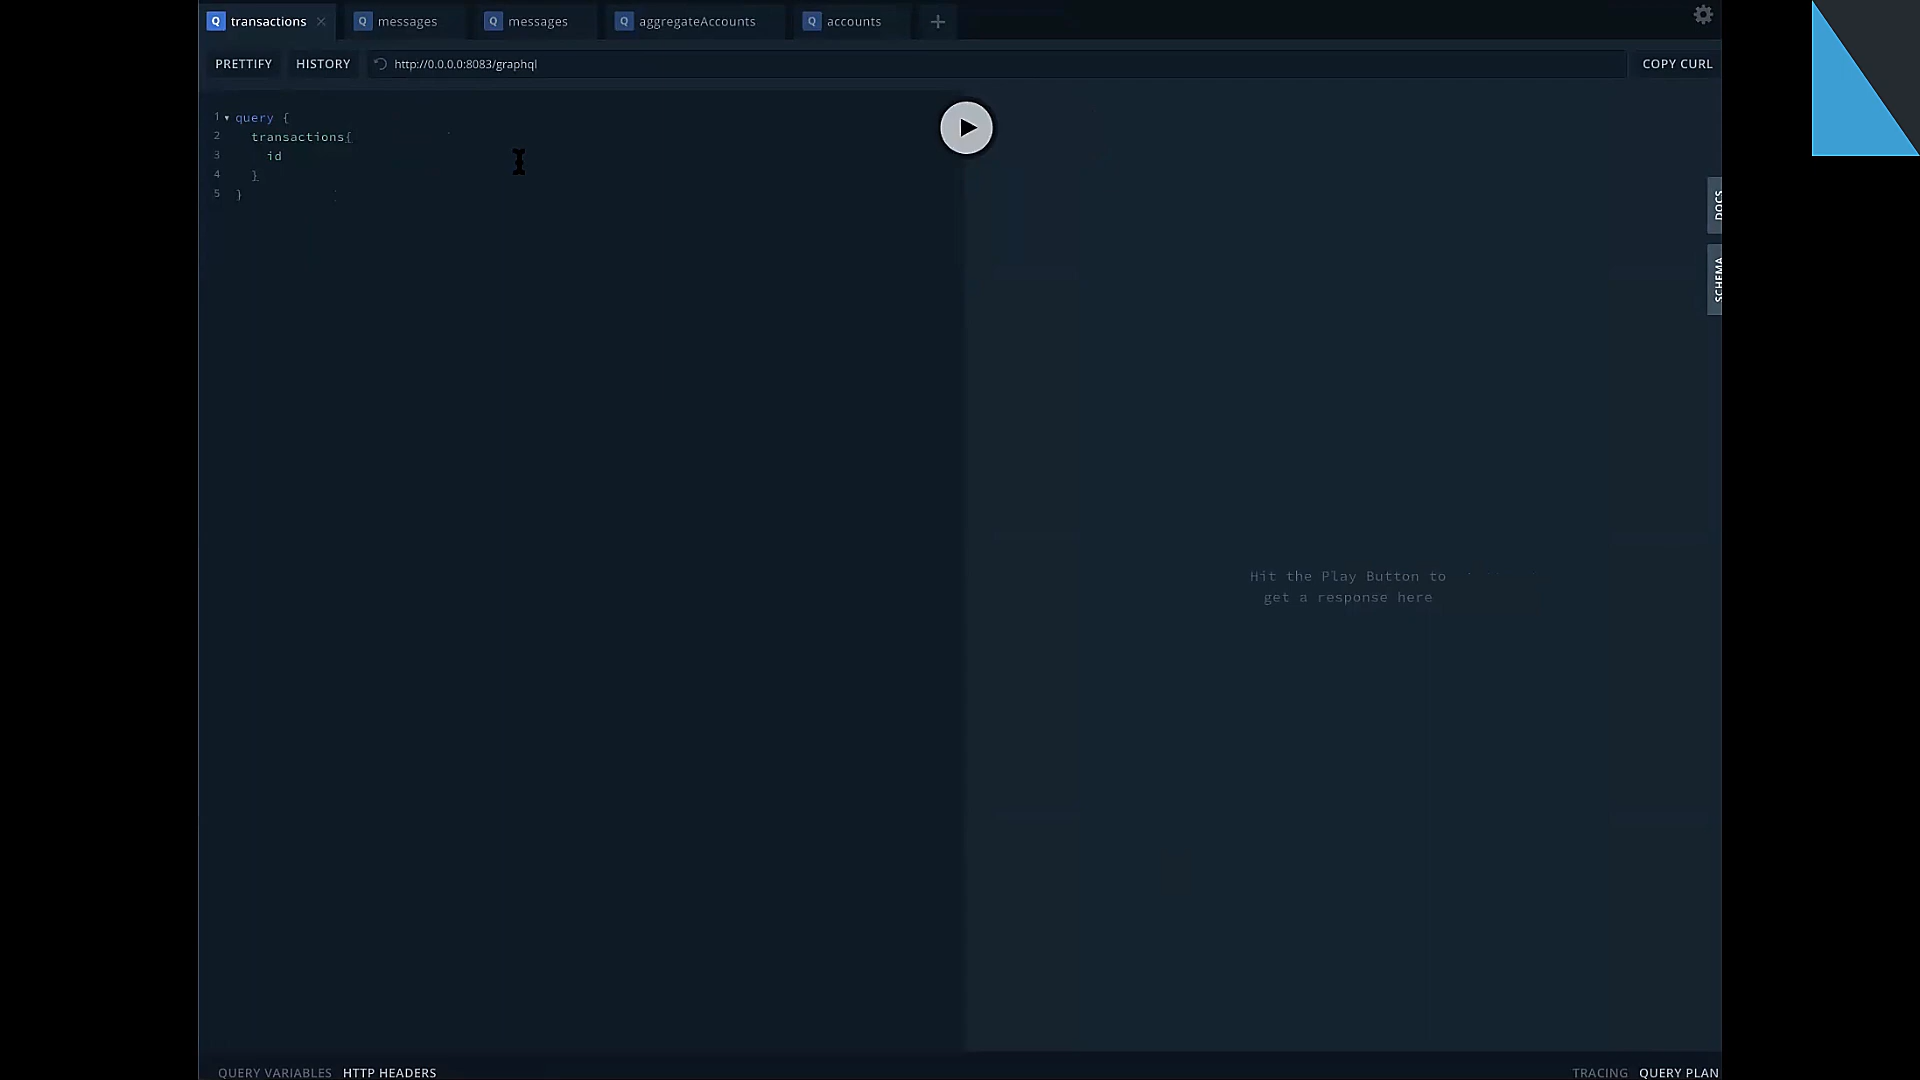 Q transactions × Q messages Q messages Q aggregateAccounts Q accounts +
PRETTIFY HISTORY http://0.0.0.0:8083/graphql COPY CURL
1 query {
2 transactions{
3 id
4 }
5 }
DOCS
SCHEMA
Hit the Play Button to
get a response here
QUERY VARIABLES HTTP HEADERS TRACING QUERY PLAN